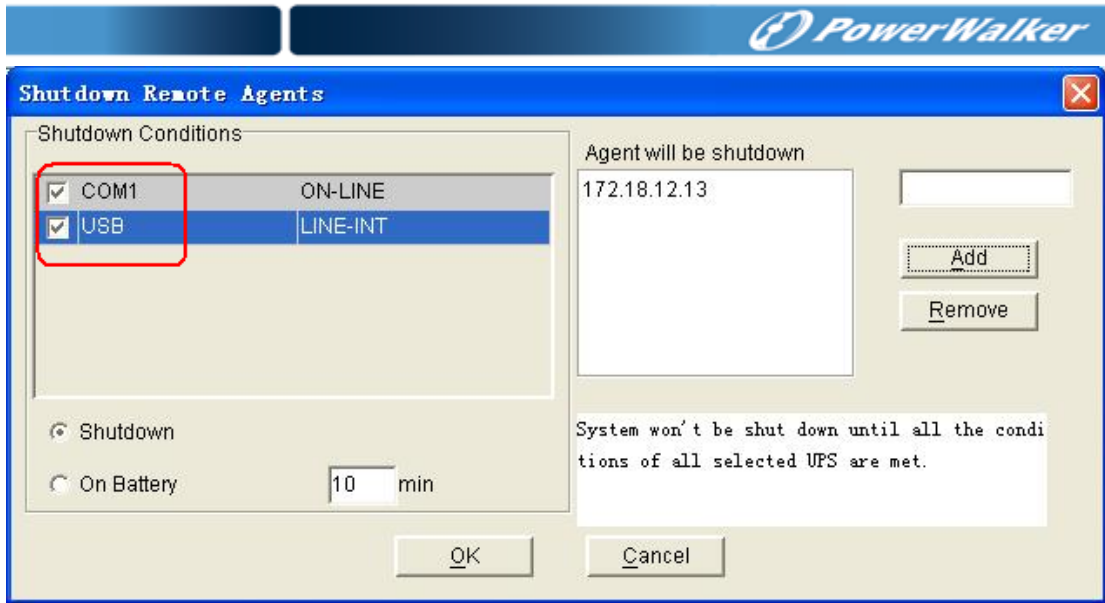 PowerWalker
Shutdown Remote Agents
Shutdown Conditions
COM1 ON-LINE
USB LINE-INT
Shutdown
On Battery 10 min
Agent will be shutdown
172.18.12.13
Add
Remove
System won't be shut down until all the condi
tions of all selected UPS are met.
OK Cancel